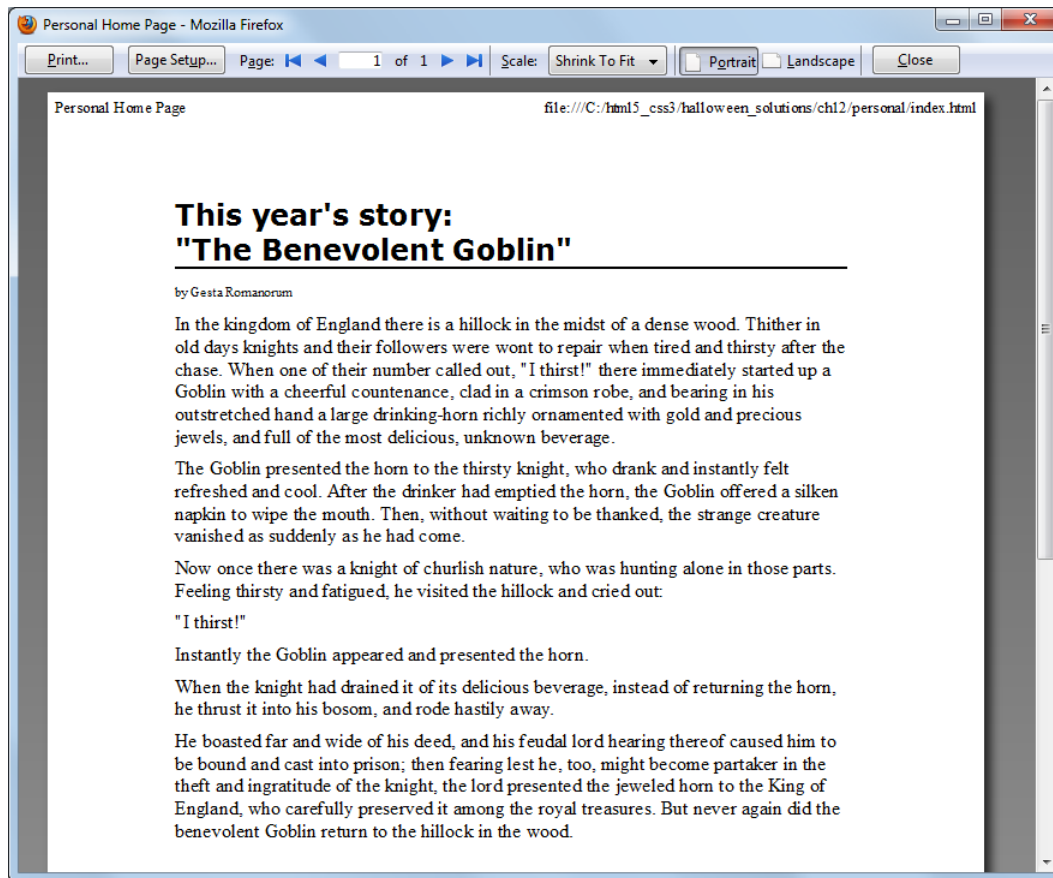 Personal Home Page - Mozilla Firefox
Print... Page Setup... Page: 1 of 1 Scale: Shrink To Fit Portrait Landscape Close
Personal Home Page file:///C:/html5_css3/halloween_solutions/ch12/personal/index.html
This year's story:
"The Benevolent Goblin"
by Gesta Romanorum
In the kingdom of England there is a hillock in the midst of a dense wood. Thither in
old days knights and their followers were wont to repair when tired and thirsty after the
chase. When one of their number called out, "I thirst!" there immediately started up a
Goblin with a cheerful countenance, clad in a crimson robe, and bearing in his
outstretched hand a large drinking-horn richly ornamented with gold and precious
jewels, and full of the most delicious, unknown beverage.
The Goblin presented the horn to the thirsty knight, who drank and instantly felt
refreshed and cool. After the drinker had emptied the horn, the Goblin offered a silken
napkin to wipe the mouth. Then, without waiting to be thanked, the strange creature
vanished as suddenly as he had come.
Now once there was a knight of churlish nature, who was hunting alone in those parts.
Feeling thirsty and fatigued, he visited the hillock and cried out:
"I thirst!"
Instantly the Goblin appeared and presented the horn.
When the knight had drained it of its delicious beverage, instead of returning the horn,
he thrust it into his bosom, and rode hastily away.
He boasted far and wide of his deed, and his feudal lord hearing thereof caused him to
be bound and cast into prison; then fearing lest he, too, might become partaker in the
theft and ingratitude of the knight, the lord presented the jeweled horn to the King of
England, who carefully preserved it among the royal treasures. But never again did the
benevolent Goblin return to the hillock in the wood.